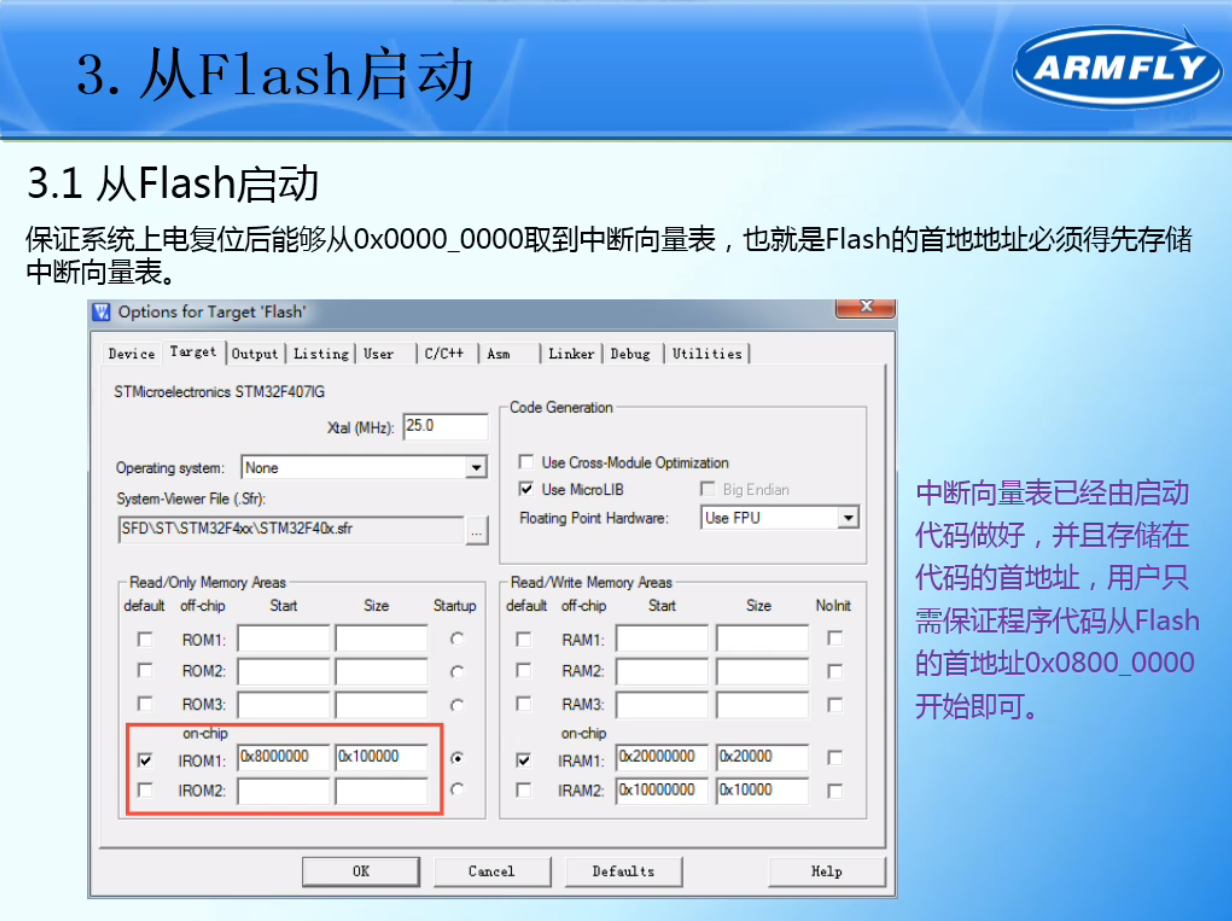 3.从Flash启动
ARMFLY
3.1 从Flash启动
保证系统上电复位后能够从0x0000_0000取到中断向量表，也就是Flash的首地地址必须得先存储
中断向量表。
Options for Target 'Flash'
Device Target Output Listing User C/C++ Asm Linker Debug Utilities
STMicroelectronics STM32F407IG
Xtal (MHz): 25.0
Operating system: None
System-Viewer File (.Sfr):
SFD\ST\STM32F4xx\STM32F40x.sfr ...
Code Generation
Use Cross-Module Optimization
Use MicroLIB Big Endian
Floating Point Hardware: Use FPU
Read/Only Memory Areas
default off-chip Start Size Startup
ROM1:
ROM2:
ROM3:
on-chip
IROM1: 0x8000000 0x100000
IROM2:
Read/Write Memory Areas
default off-chip Start Size NoInit
RAM1:
RAM2:
RAM3:
on-chip
IRAM1: 0x20000000 0x20000
IRAM2: 0x10000000 0x10000
OK Cancel Defaults Help
中断向量表已经由启动
代码做好，并且存储在
代码的首地址，用户只
需保证程序代码从Flash
的首地址0x0800_0000
开始即可。